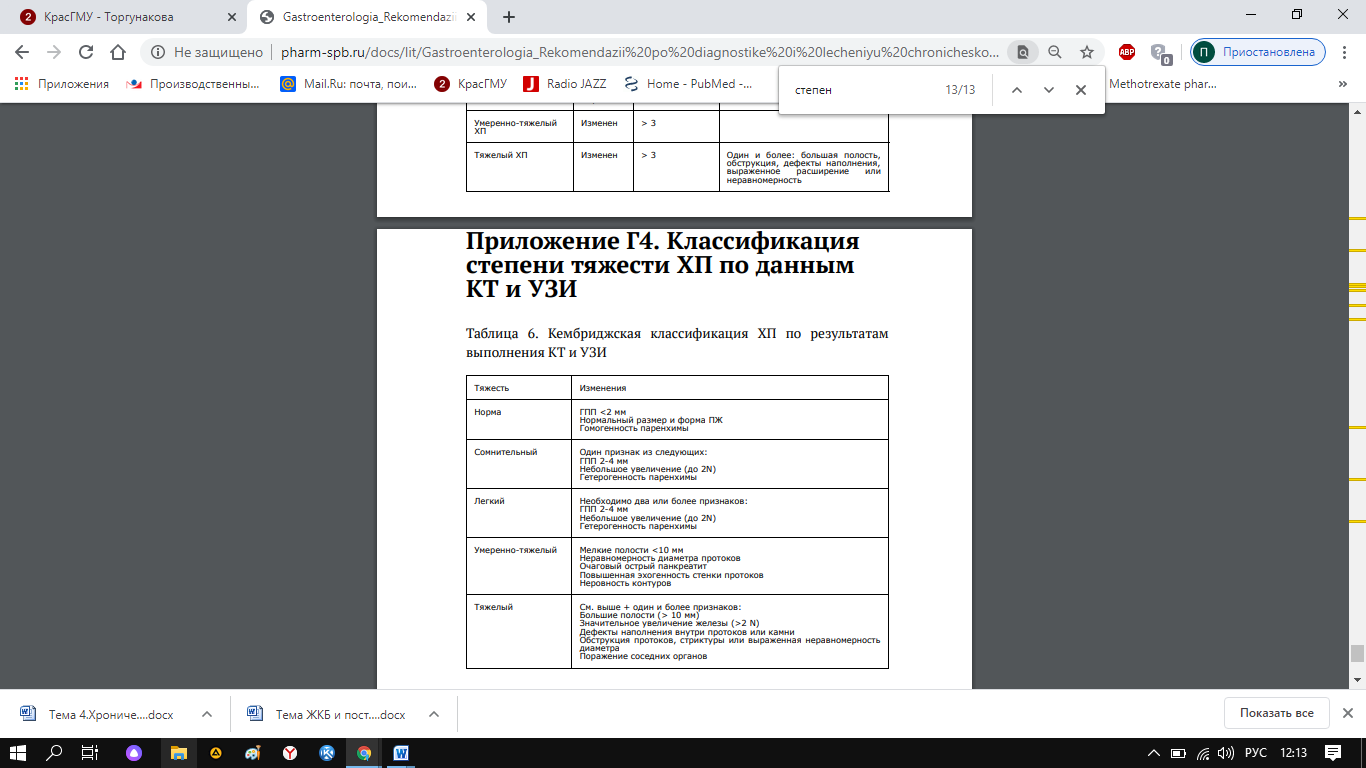 КрасГМУ - Торгунакова
Gastroenterologia_Rekomendazii
Не защищено
pharm-spb.ru/docs/lit/Gastroenterologia_Rekomendazii%20po%20diagnostike%20i%20lecheniyu%20chronichesko...
ABP
0
П Приостановлена
Приложения
Производственны...
Mail.Ru: почта, пои...
КрасГМУ
Radio JAZZ
Home - PubMed -...
Methotrexate phar...
»
степен
13/13
Умеренно-тяжелый
ХП
Изменен
> 3
Тяжелый ХП
Изменен
> 3
Один и более: большая полость,
обструкция, дефекты наполнения,
выраженное расширение или
неравномерность
Приложение Г4. Классификация
степени тяжести ХП по данным
КТ и УЗИ
Таблица 6. Кембриджская классификация ХП по результатам
выполнения КТ и УЗИ
Тяжесть
Изменения
Норма
ГПП <2 мм
Нормальный размер и форма ПЖ
Гомогенность паренхимы
Сомнительный
Один признак из следующих:
ГПП 2-4 мм
Небольшое увеличение (до 2N)
Гетерогенность паренхимы
Легкий
Необходимо два или более признаков:
ГПП 2-4 мм
Небольшое увеличение (до 2N)
Гетерогенность паренхимы
Умеренно-тяжелый
Мелкие полости <10 мм
Неравномерность диаметра протоков
Очаговый острый панкреатит
Повышенная эхогенность стенки протоков
Неровность контуров
Тяжелый
См. выше + один и более признаков:
Большие полости (> 10 мм)
Значительное увеличение железы (>2 N)
Дефекты наполнения внутри протоков или камни
Обструкция протоков, стриктуры или выраженная неравномерность
диаметра
Поражение соседних органов
Тема 4.Хрониче....docx
Тема ЖКБ и пост....docx
Показать все
РУС
12:13